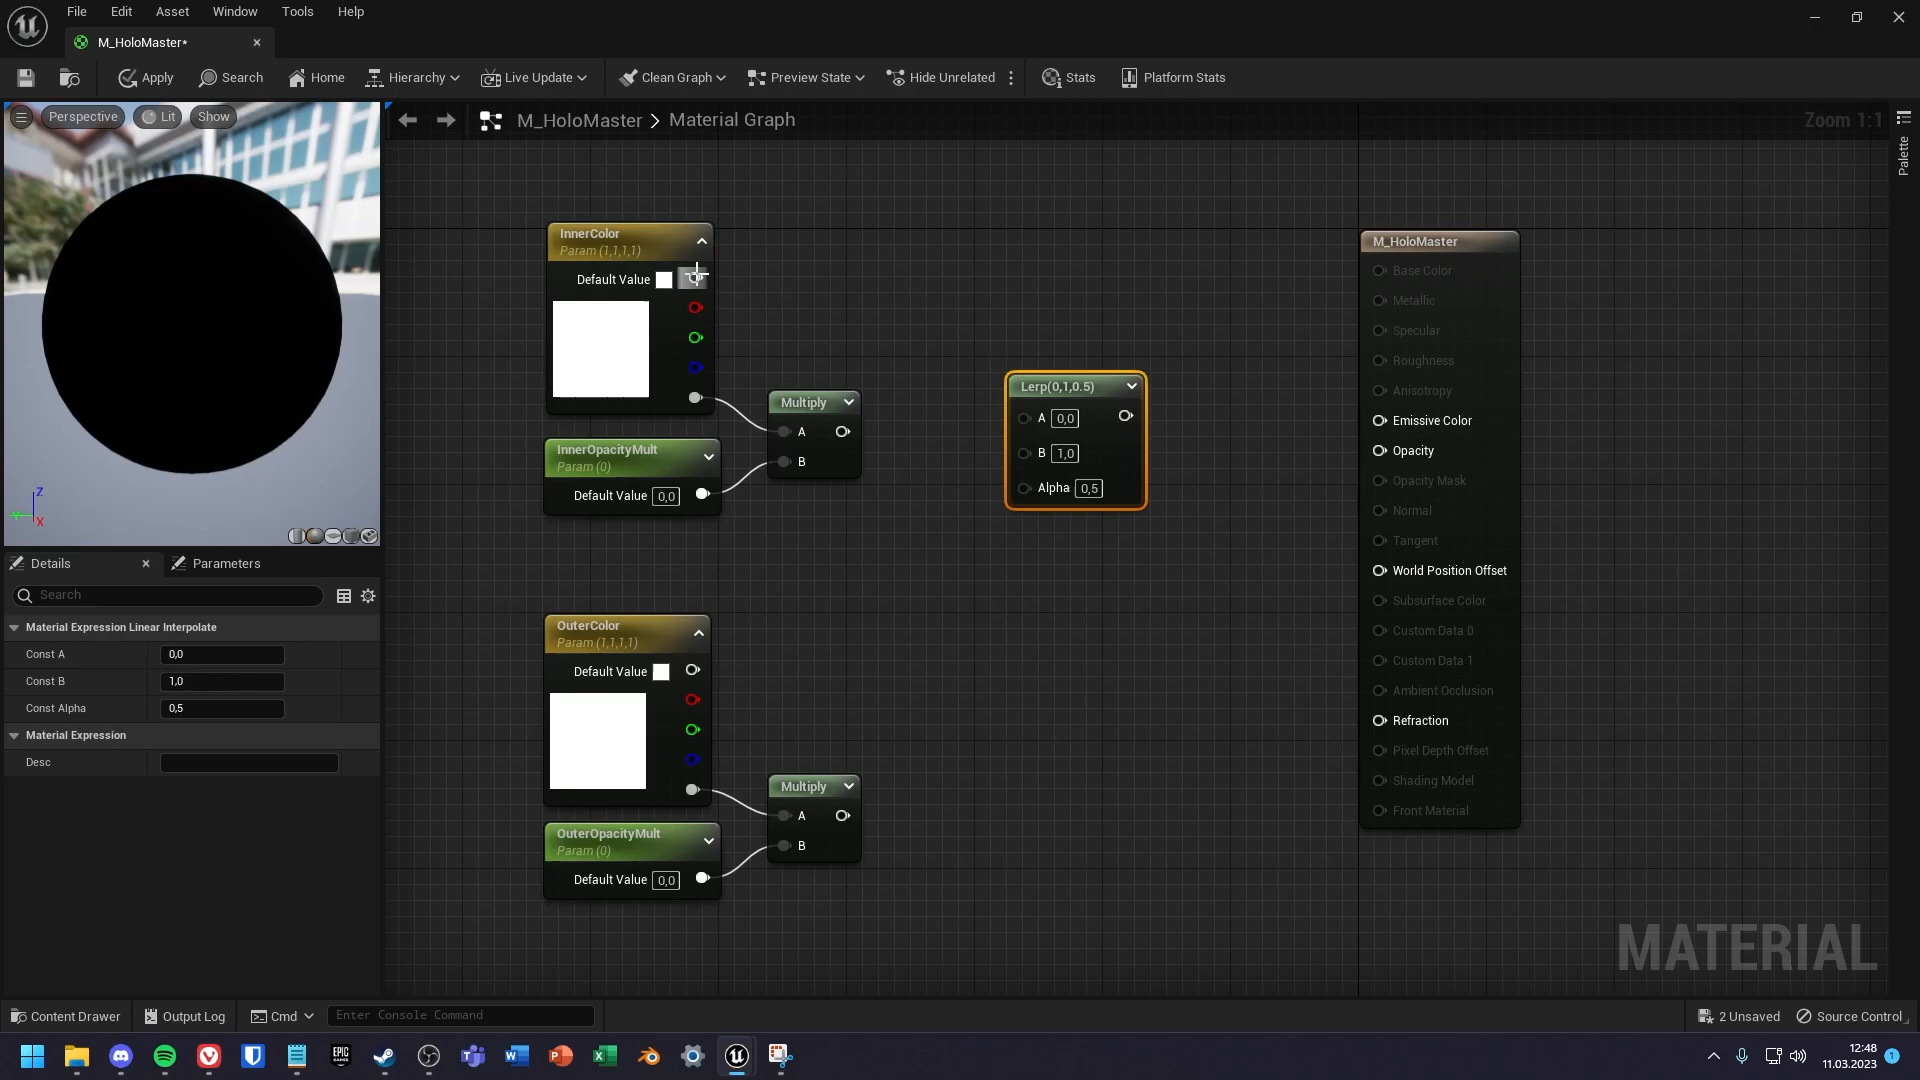 File Edit Asset Window Tools Help
M_HoloMaster*
Apply Search Home Hierarchy Live Update Clean Graph Preview State Hide Unrelated Stats Platform Stats
Perspective Lit Show
M_HoloMaster > Material Graph
Zoom 1:1
Palette
InnerColor
Param (1,1,1,1)
Default Value
InnerOpacityMult
Param (0)
Default Value 0,0
Multiply
A
B
Lerp(0,1,0.5)
A 0,0
B 1,0
Alpha 0,5
OuterColor
Param (1,1,1,1)
Default Value
OuterOpacityMult
Param (0)
Default Value 0,0
Multiply
A
B
M_HoloMaster
Base Color
Metallic
Specular
Roughness
Anisotropy
Emissive Color
Opacity
Opacity Mask
Normal
Tangent
World Position Offset
Subsurface Color
Custom Data 0
Custom Data 1
Ambient Occlusion
Refraction
Pixel Depth Offset
Shading Model
Front Material
MATERIAL
Z
Y
X
Details
Parameters
Search
Material Expression Linear Interpolate
Const A 0,0
Const B 1,0
Const Alpha 0,5
Material Expression
Desc
Content Drawer Output Log Cmd Enter Console Command
2 Unsaved Source Control
EPIC GAMES
12:48
11.03.2023
1